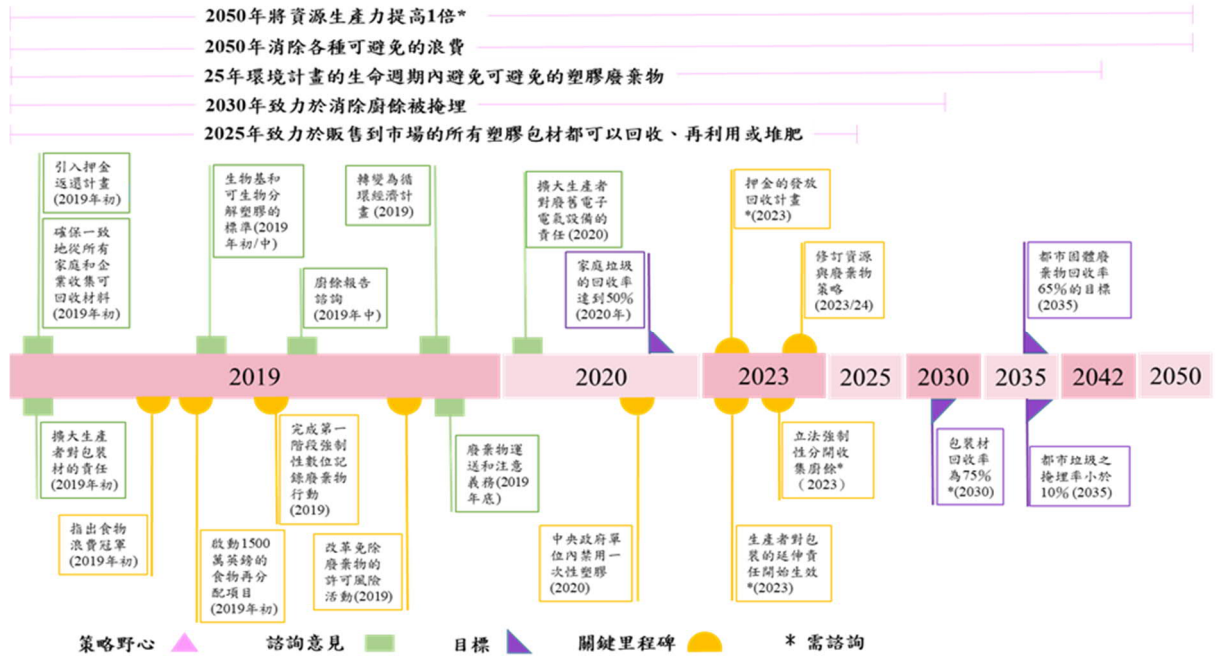 2050年將資源生產力提高1倍*
2050年消除各種可避免的浪費
25年環境計畫的生命週期內避免可避免的塑膠廢棄物
2030年致力於消除廚餘被掩埋
2025年致力於販售到市場的所有塑膠包材都可以回收、再利用或堆肥
引入押金
返還計畫
(2019年初)
確保一致
地從所有
家庭和企
業收集可
回收材料
(2019年初)
生物基和
可生物分
解塑膠的
標準(2019
年初/中)
廚餘報告
諮詢
(2019年中)
轉變為循
環經濟計
畫(2019)
擴大生產者
對廢舊電子
電氣設備的
責任(2020)
家庭垃圾
的回收率
達到50%
(2020年)
押金的發放
回收計畫
*(2023)
修訂資源
與廢棄物
策略
(2023/24)
都市固體廢
棄物回收率
65%的目標
(2035)
2019
2020
2023
2025
2030
2035
2042
2050
擴大生產
者對包裝
材的責任
(2019年初)
指出食物
浪費冠軍
(2019年初)
啟動1500
萬英鎊的
食物再分
配項目
(2019年初)
完成第一
階段強制
性數位記
錄廢棄物
行動
(2019)
改革免除
廢棄物的
許可風險
活動(2019)
廢棄物運
送和注意
義務(2019
年底)
中央政府單
位內禁用一
次性塑膠
(2020)
立法強制
性分開收
集廚餘*
(2023)
生產者對包
裝的延伸責
任開始生效
*(2023)
包裝材
回收率
為75%
*(2030)
都市垃圾之
掩埋率小於
10%(2035)
策略野心
諮詢意見
目標
關鍵里程碑
* 需諮詢